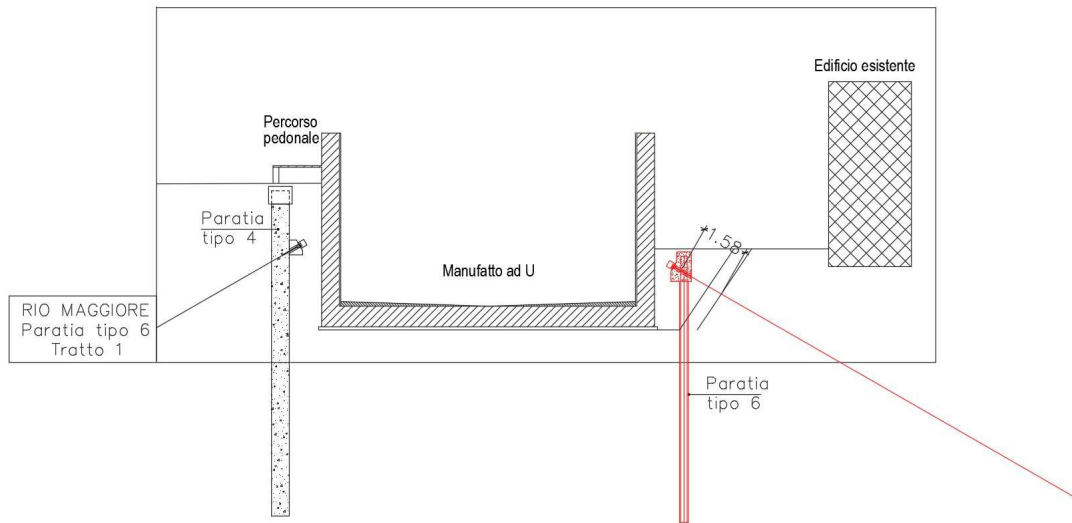 Edificio esistente
Percorso
pedonale
Paratia
tipo 4
1.58
Manufatto ad U
RIO MAGGIORE
Paratia tipo 6
Tratto 1
Paratia
tipo 6